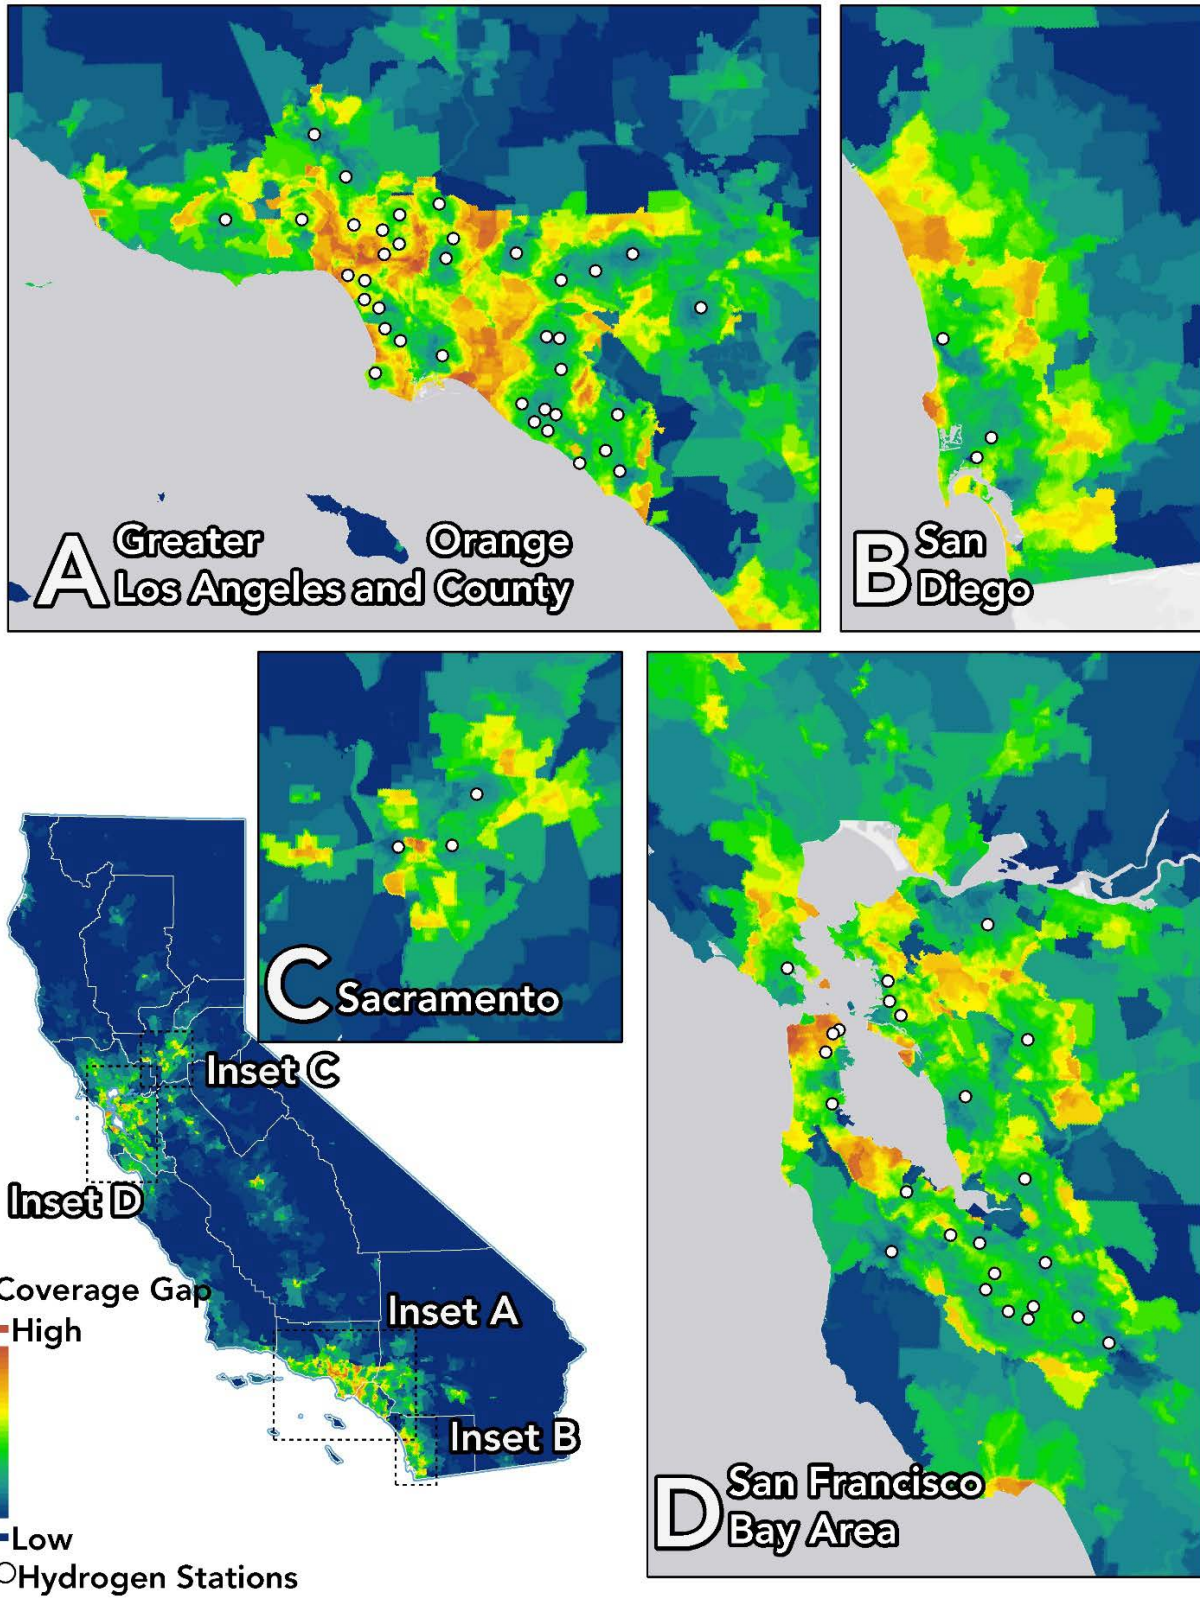 A Greater Orange
Los Angeles and County
B San
Diego
C Sacramento
Inset C
Inset D
Coverage Gap
High
Inset A
Inset B
Low
Hydrogen Stations
D San Francisco
Bay Area